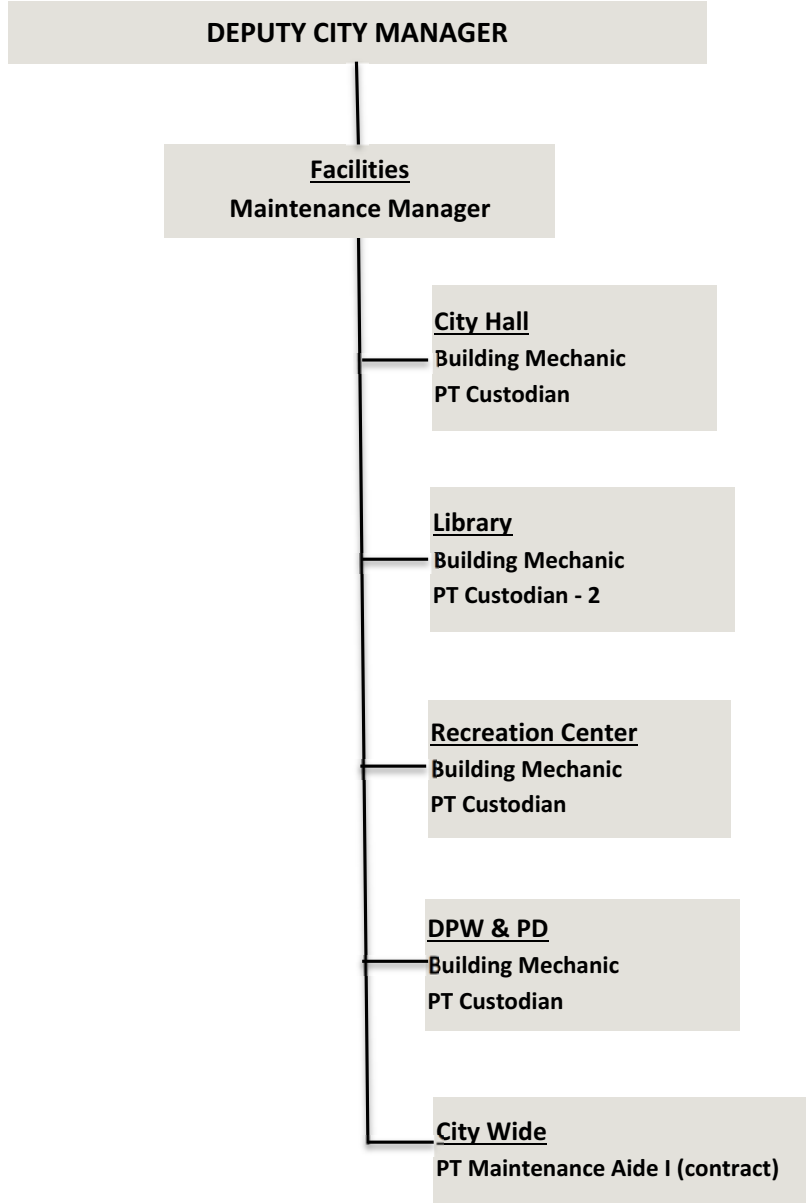 DEPUTY CITY MANAGER
Facilities
Maintenance Manager
City Hall
Building Mechanic
PT Custodian
Library
Building Mechanic
PT Custodian - 2
Recreation Center
Building Mechanic
PT Custodian
DPW & PD
Building Mechanic
PT Custodian
City Wide
PT Maintenance Aide I (contract)